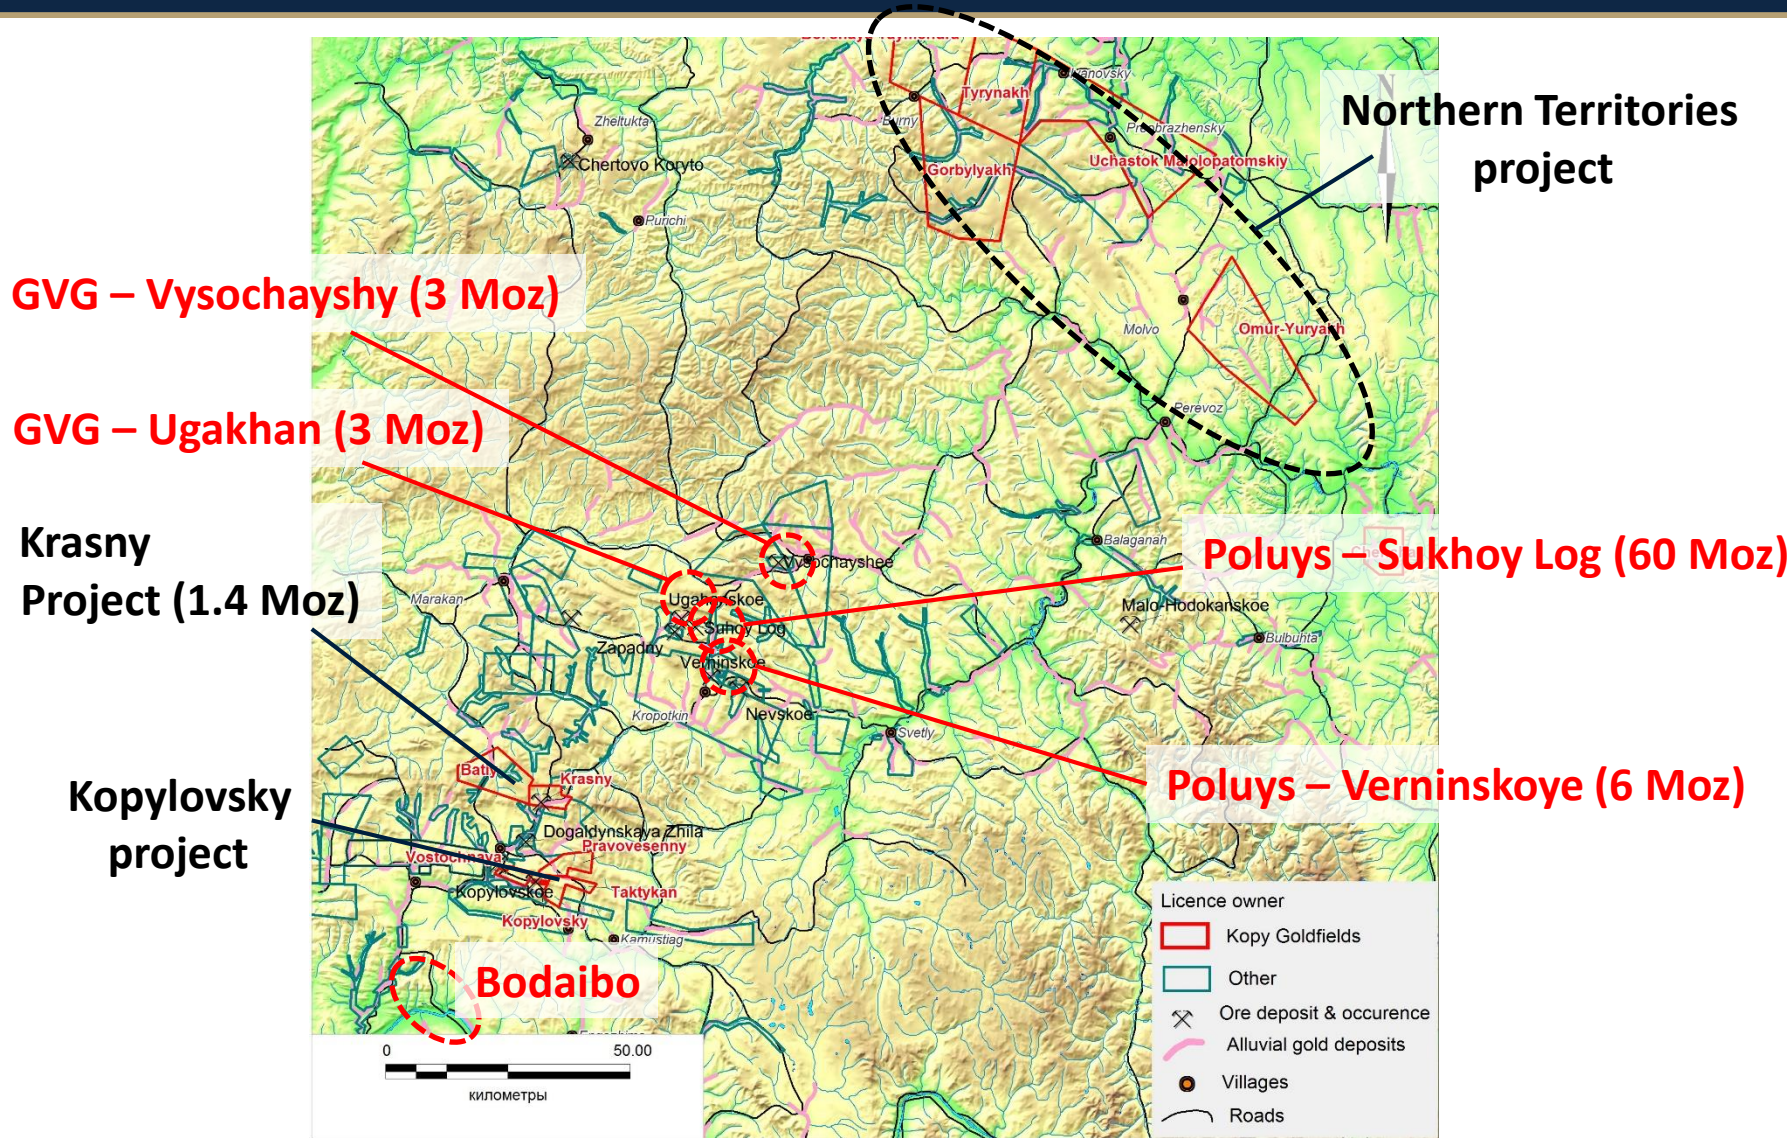 Tyrynakh
Ivanovsky
Burny
Preobrazhensky
Gorbylyakh
Uchastok Malolopatomskiy
N
Northern Territories
project
Zheltukta
Chertovo Koryto
Purichi
GVG – Vysochayshy (3 Moz)
Molvo
Omur-Yuryakh
Perevoz
GVG – Ugakhan (3 Moz)
Krasny
Project (1.4 Moz)
Marakan
Vysochayshee
Balaganah
Poluys – Sukhoy Log (60 Moz)
Ugahanskoe
Suhoy Log
Malo-Hodokanskoe
Bulbuhta
Zapadny
Verninskoe
Kropotkin
Nevskoe
Svetly
Poluys – Verninskoye (6 Moz)
Batiy
Krasny
Kopylovsky
project
Dogaldynskaya Zhila
Pravovesenny
Vostochnaya
Kopylovskoe
Taktykan
Kopylovsky
Kamustiag
Bodaibo
0 50.00
километры
Licence owner
Kopy Goldfields
Other
Ore deposit & occurence
Alluvial gold deposits
Villages
Roads